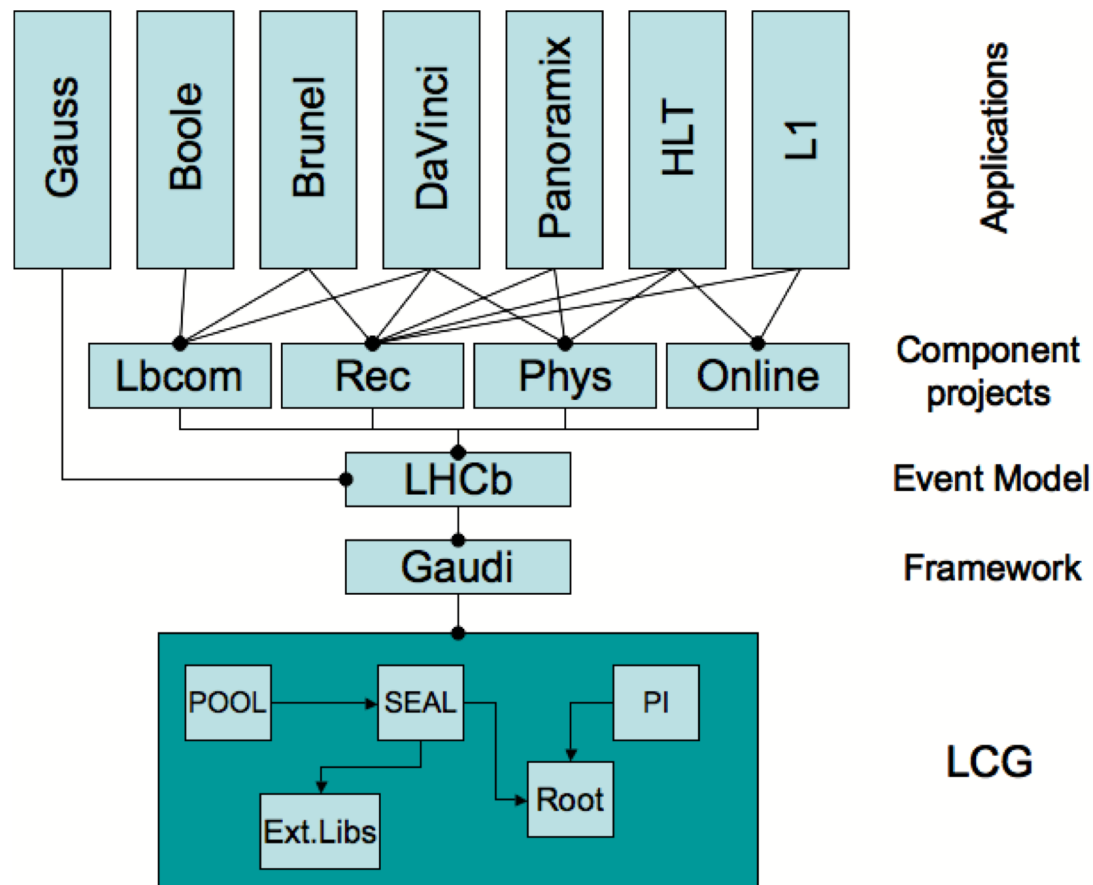 Gauss
Boole
Brunel
DaVinci
Panoramix
HLT
L1
Applications
Lbcom
Rec
Phys
Online
Component
projects
LHCb
Event Model
Gaudi
Framework
POOL
SEAL
PI
LCG
Root
Ext.Libs